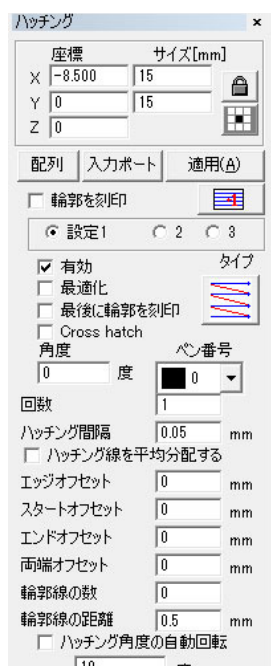 ハッチング ×
座標 サイズ[mm]
X -8.500 15
Y 0 15
Z 0
配列 入力ポート 適用(A)
輪郭を刻印
設定1 2 3
有効 タイプ
最適化
最後に輪郭を刻印
Cross hatch
角度 ペン番号
0 度 0
回数 1
ハッチング間隔 0.05 mm
ハッチング線を平均分配する
エッジオフセット 0 mm
スタートオフセット 0 mm
エンドオフセット 0 mm
両端オフセット 0 mm
輪郭線の数 0
輪郭線の距離 0.5 mm
ハッチング角度の自動回転